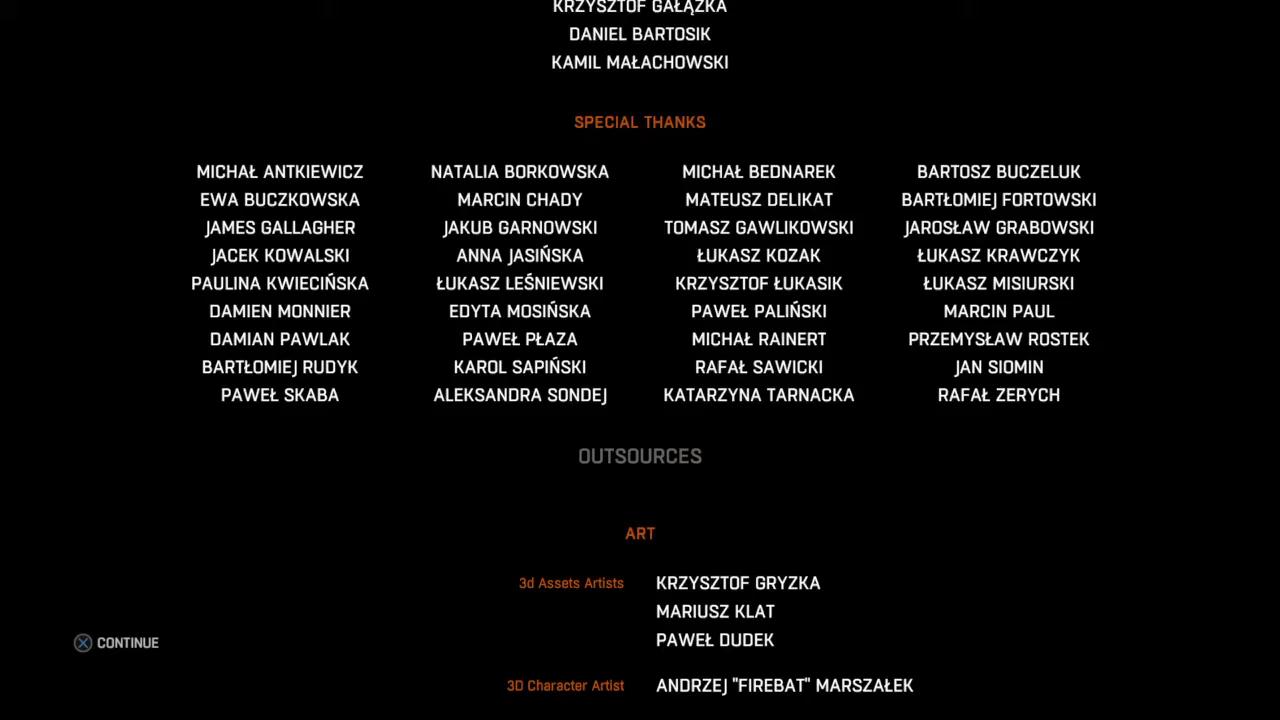 KRZYSZTOF GAŁĄZKA
DANIEL BARTOSIK
KAMIL MAŁACHOWSKI
SPECIAL THANKS
MICHAŁ ANTKIEWICZ NATALIA BORKOWSKA MICHAŁ BEDNAREK BARTOSZ BUCZELUK
EWA BUCZKOWSKA MARCIN CHADY MATEUSZ DELIKAT BARTŁOMIEJ FORTOWSKI
JAMES GALLAGHER JAKUB GARNOWSKI TOMASZ GAWLIKOWSKI JAROSŁAW GRABOWSKI
JACEK KOWALSKI ANNA JASIŃSKA ŁUKASZ KOZAK ŁUKASZ KRAWCZYK
PAULINA KWIECIŃSKA ŁUKASZ LEŚNIEWSKI KRZYSZTOF ŁUKASIK ŁUKASZ MISIURSKI
DAMIEN MONNIER EDYTA MOSIŃSKA PAWEŁ PALIŃSKI MARCIN PAUL
DAMIAN PAWLAK PAWEŁ PŁAZA MICHAŁ RAINERT PRZEMYSŁAW ROSTEK
BARTŁOMIEJ RUDYK KAROL SAPIŃSKI RAFAŁ SAWICKI JAN SIOMIN
PAWEŁ SKABA ALEKSANDRA SONDEJ KATARZYNA TARNACKA RAFAŁ ZERYCH
OUTSOURCES
ART
3d Assets Artists KRZYSZTOF GRYZKA
MARIUSZ KLAT
PAWEŁ DUDEK
CONTINUE
3D Character Artist ANDRZEJ "FIREBAT" MARSZAŁEK